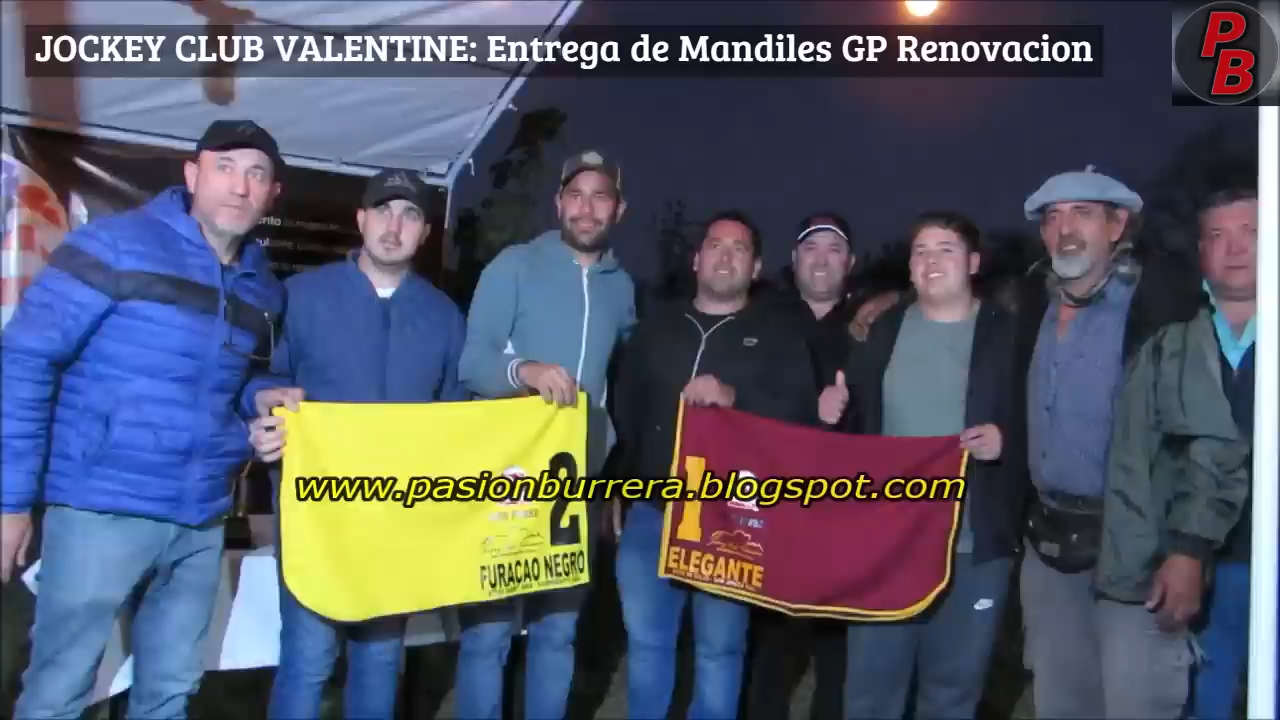 JOCKEY CLUB VALENTINE: Entrega de Mandiles GP Renovacion
PB
www.pasionburrera.blogspot.com
2
FURACAO NEGRO
1
ELEGANTE